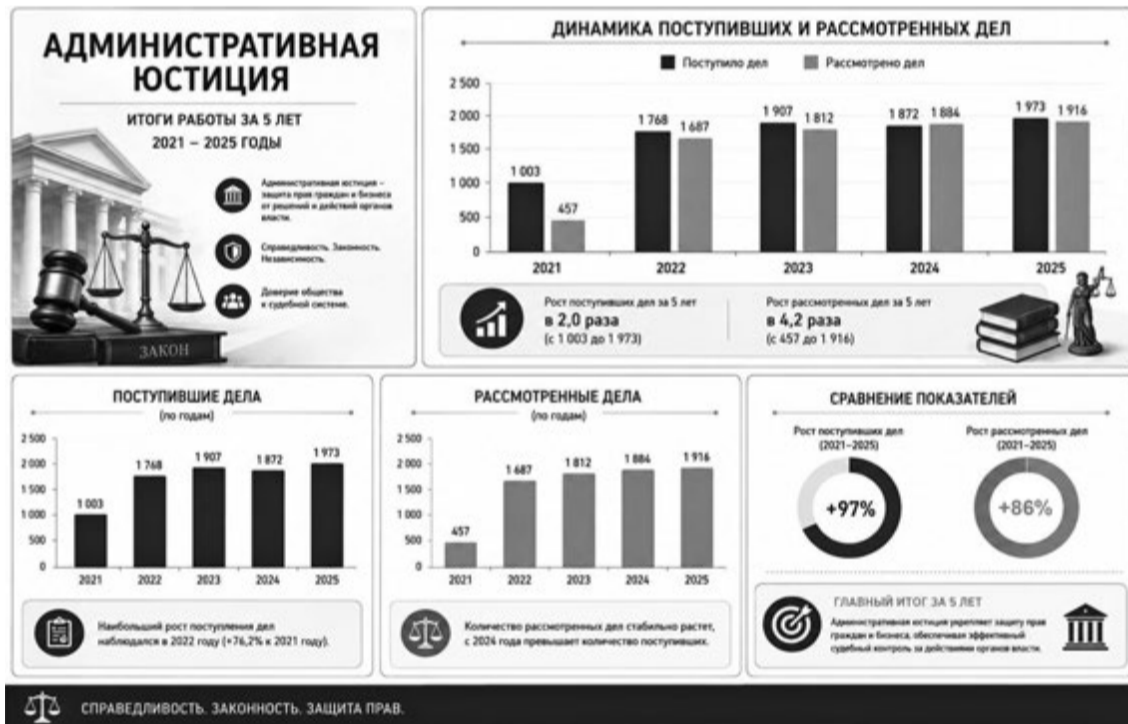 АДМИНИСТРАТИВНАЯ
ЮСТИЦИЯ
ИТОГИ РАБОТЫ ЗА 5 ЛЕТ
2021 – 2025 ГОДЫ
Административная юстиция –
защита прав граждан и бизнеса
от решений и действий органов
власти.
Справедливость. Законность.
Независимость.
Доверие общества
к судебной системе.
ЗАКОН
ДИНАМИКА ПОСТУПИВШИХ И РАССМОТРЕННЫХ ДЕЛ
Поступило дел
Рассмотрено дел
2 500
2 000
1 500
1 000
500
0
1 003
457
1 768
1 687
1 907
1 812
1 872
1 884
1 973
1 916
2021
2022
2023
2024
2025
Рост поступивших дел за 5 лет
в 2,0 раза
(с 1 003 до 1 973)
Рост рассмотренных дел за 5 лет
в 4,2 раза
(с 457 до 1 916)
ПОСТУПИВШИЕ ДЕЛА
(по годам)
2 500
2 000
1 500
1 000
500
0
1 003
1 768
1 907
1 872
1 973
2021
2022
2023
2024
2025
Наибольший рост поступления дел
наблюдался в 2022 году (+76,2% к 2021 году).
РАССМОТРЕННЫЕ ДЕЛА
(по годам)
2 500
2 000
1 500
1 000
500
0
457
1 687
1 812
1 884
1 916
2021
2022
2023
2024
2025
Количество рассмотренных дел стабильно растет,
с 2024 года превышает количество поступивших.
СРАВНЕНИЕ ПОКАЗАТЕЛЕЙ
Рост поступивших дел
(2021–2025)
+97%
Рост рассмотренных дел
(2021–2025)
+86%
ГЛАВНЫЙ ИТОГ ЗА 5 ЛЕТ
Административная юстиция укрепляет защиту прав
граждан и бизнеса, обеспечивая эффективный
судебный контроль за действиями органов власти.
СПРАВЕДЛИВОСТЬ. ЗАКОННОСТЬ. ЗАЩИТА ПРАВ.